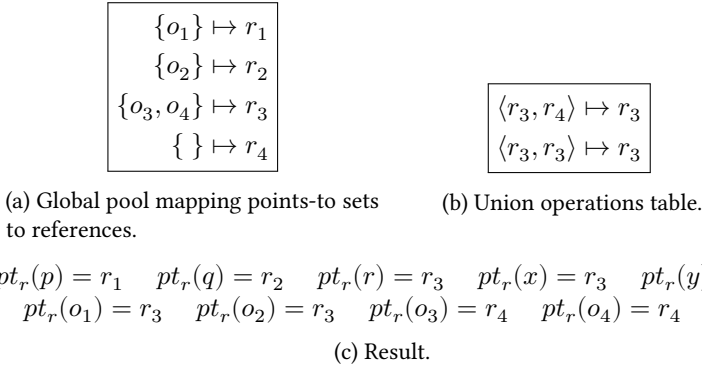 {o₁} ↦ r₁
{o₂} ↦ r₂
{o₃, o₄} ↦ r₃
{ } ↦ r₄
⟨r₃, r₄⟩ ↦ r₃
⟨r₃, r₃⟩ ↦ r₃
(a) Global pool mapping points-to sets
to references.
(b) Union operations table.
ptᵣ(p) = r₁ ptᵣ(q) = r₂ ptᵣ(r) = r₃ ptᵣ(x) = r₃ ptᵣ(y)
ptᵣ(o₁) = r₃ ptᵣ(o₂) = r₃ ptᵣ(o₃) = r₄ ptᵣ(o₄) = r₄
(c) Result.